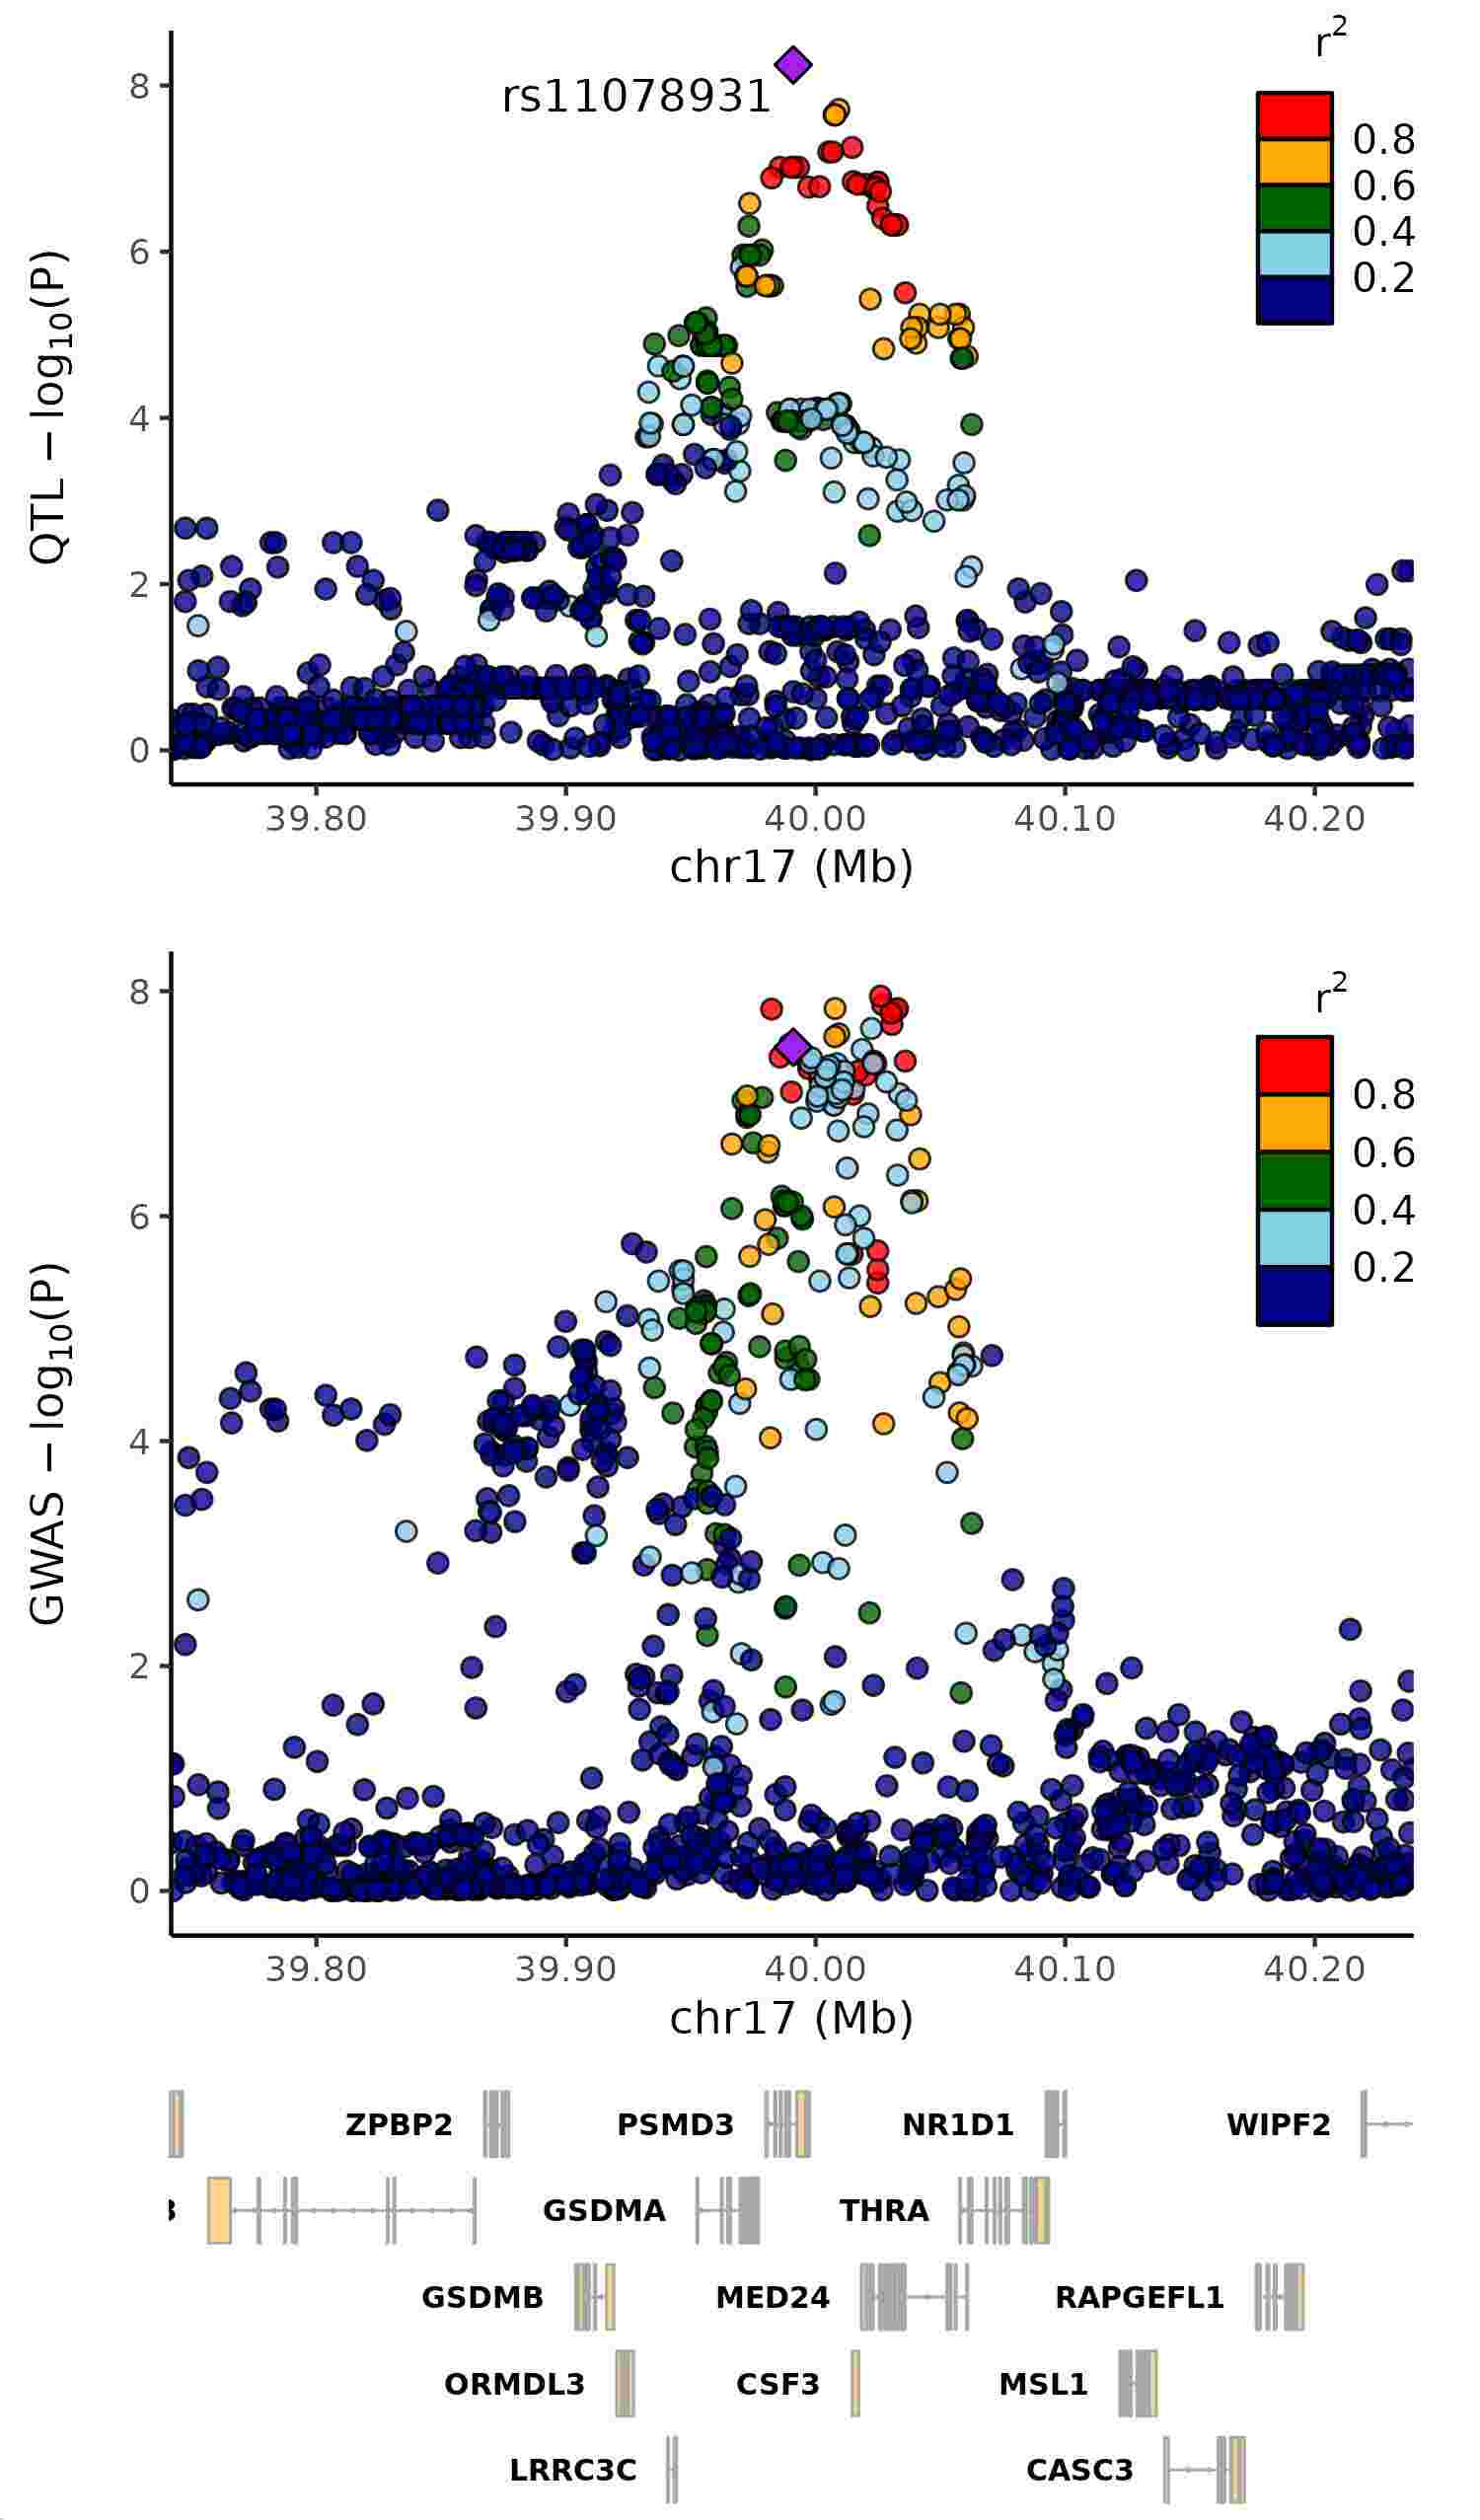 r2
8
rs11078931
0.8
0.6
6
0.4
0.2
QTL − log10(P)
4
2
0
39.80 39.90 40.00 40.10 40.20
chr17 (Mb)
8
r2
0.8
0.6
6
0.4
0.2
GWAS − log10(P)
4
2
0
39.80 39.90 40.00 40.10 40.20
chr17 (Mb)
ZPBP2 PSMD3 NR1D1 WIPF2
GSDMA THRA
GSDMB MED24 RAPGEFL1
ORMDL3 CSF3 MSL1
LRRC3C CASC3